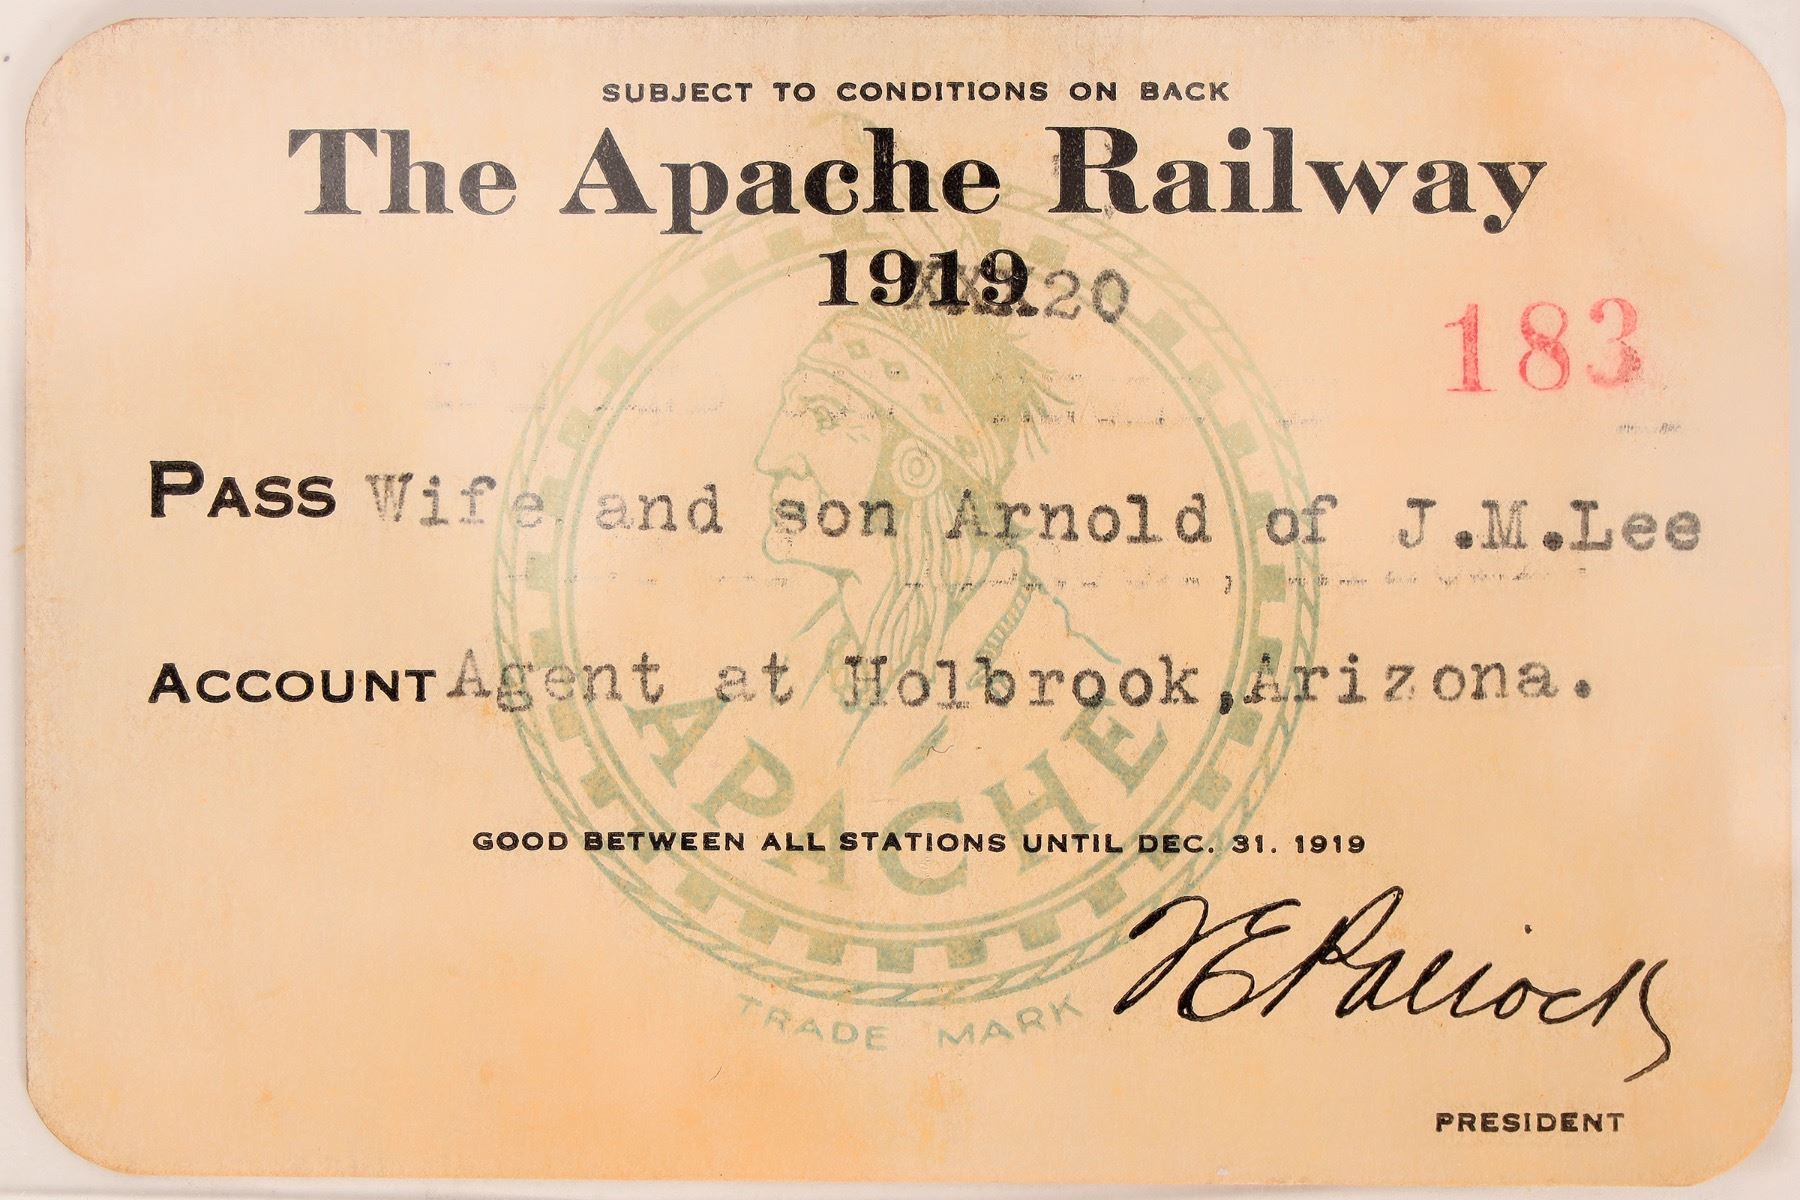 SUBJECT TO CONDITIONS ON BACK
The Apache Railway
1919 XXX20
183
PASS Wife and son Arnold of J.M.Lee
ACCOUNT Agent at Holbrook,Arizona.
APACHE
GOOD BETWEEN ALL STATIONS UNTIL DEC. 31. 1919
TRADE MARK
PRESIDENT